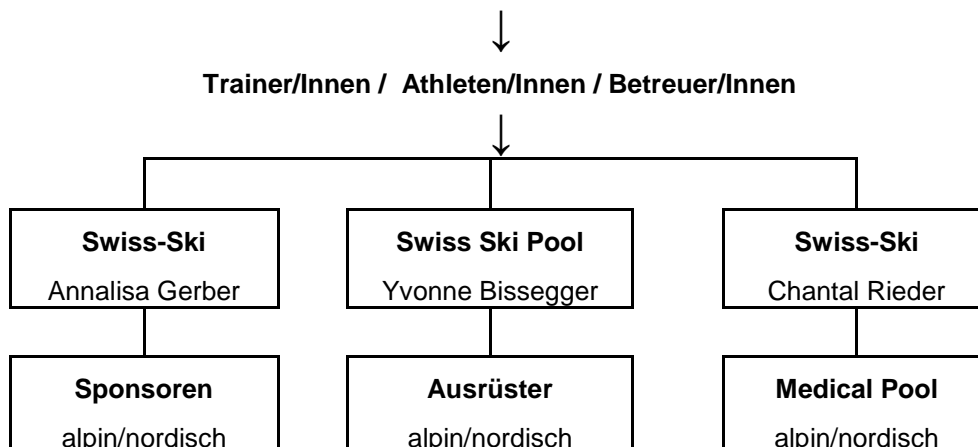 Trainer/Innen / Athleten/Innen / Betreuer/Innen
Swiss-Ski
Annalisa Gerber
Swiss Ski Pool
Yvonne Bissegger
Swiss-Ski
Chantal Rieder
Sponsoren
alpin/nordisch
Ausrüster
alpin/nordisch
Medical Pool
alpin/nordisch